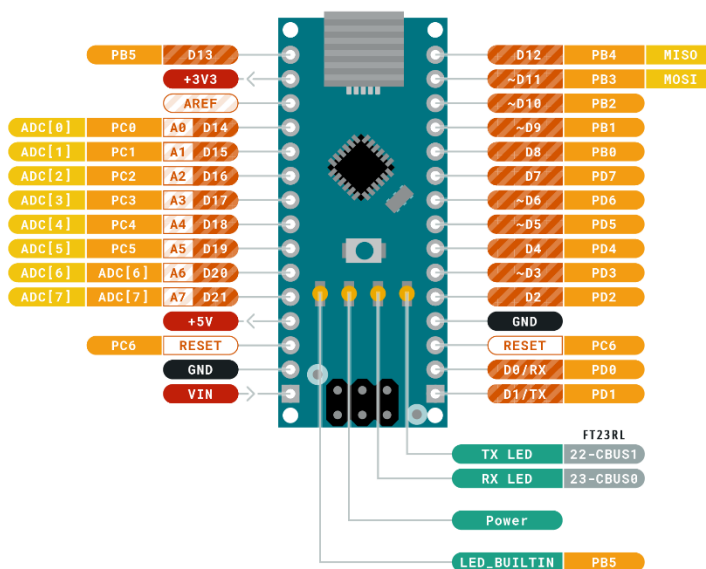 PB5 D13
+3V3
AREF
ADC[0] PC0 A0 D14
ADC[1] PC1 A1 D15
ADC[2] PC2 A2 D16
ADC[3] PC3 A3 D17
ADC[4] PC4 A4 D18
ADC[5] PC5 A5 D19
ADC[6] ADC[6] A6 D20
ADC[7] ADC[7] A7 D21
+5V
PC6 RESET
GND
VIN
D12 PB4 MISO
~D11 PB3 MOSI
~D10 PB2
~D9 PB1
D8 PB0
D7 PD7
~D6 PD6
~D5 PD5
D4 PD4
~D3 PD3
D2 PD2
GND
RESET PC6
D0/RX PD0
D1/TX PD1
FT23RL
TX LED 22-CBUS1
RX LED 23-CBUS0
Power
LED_BUILTIN PB5